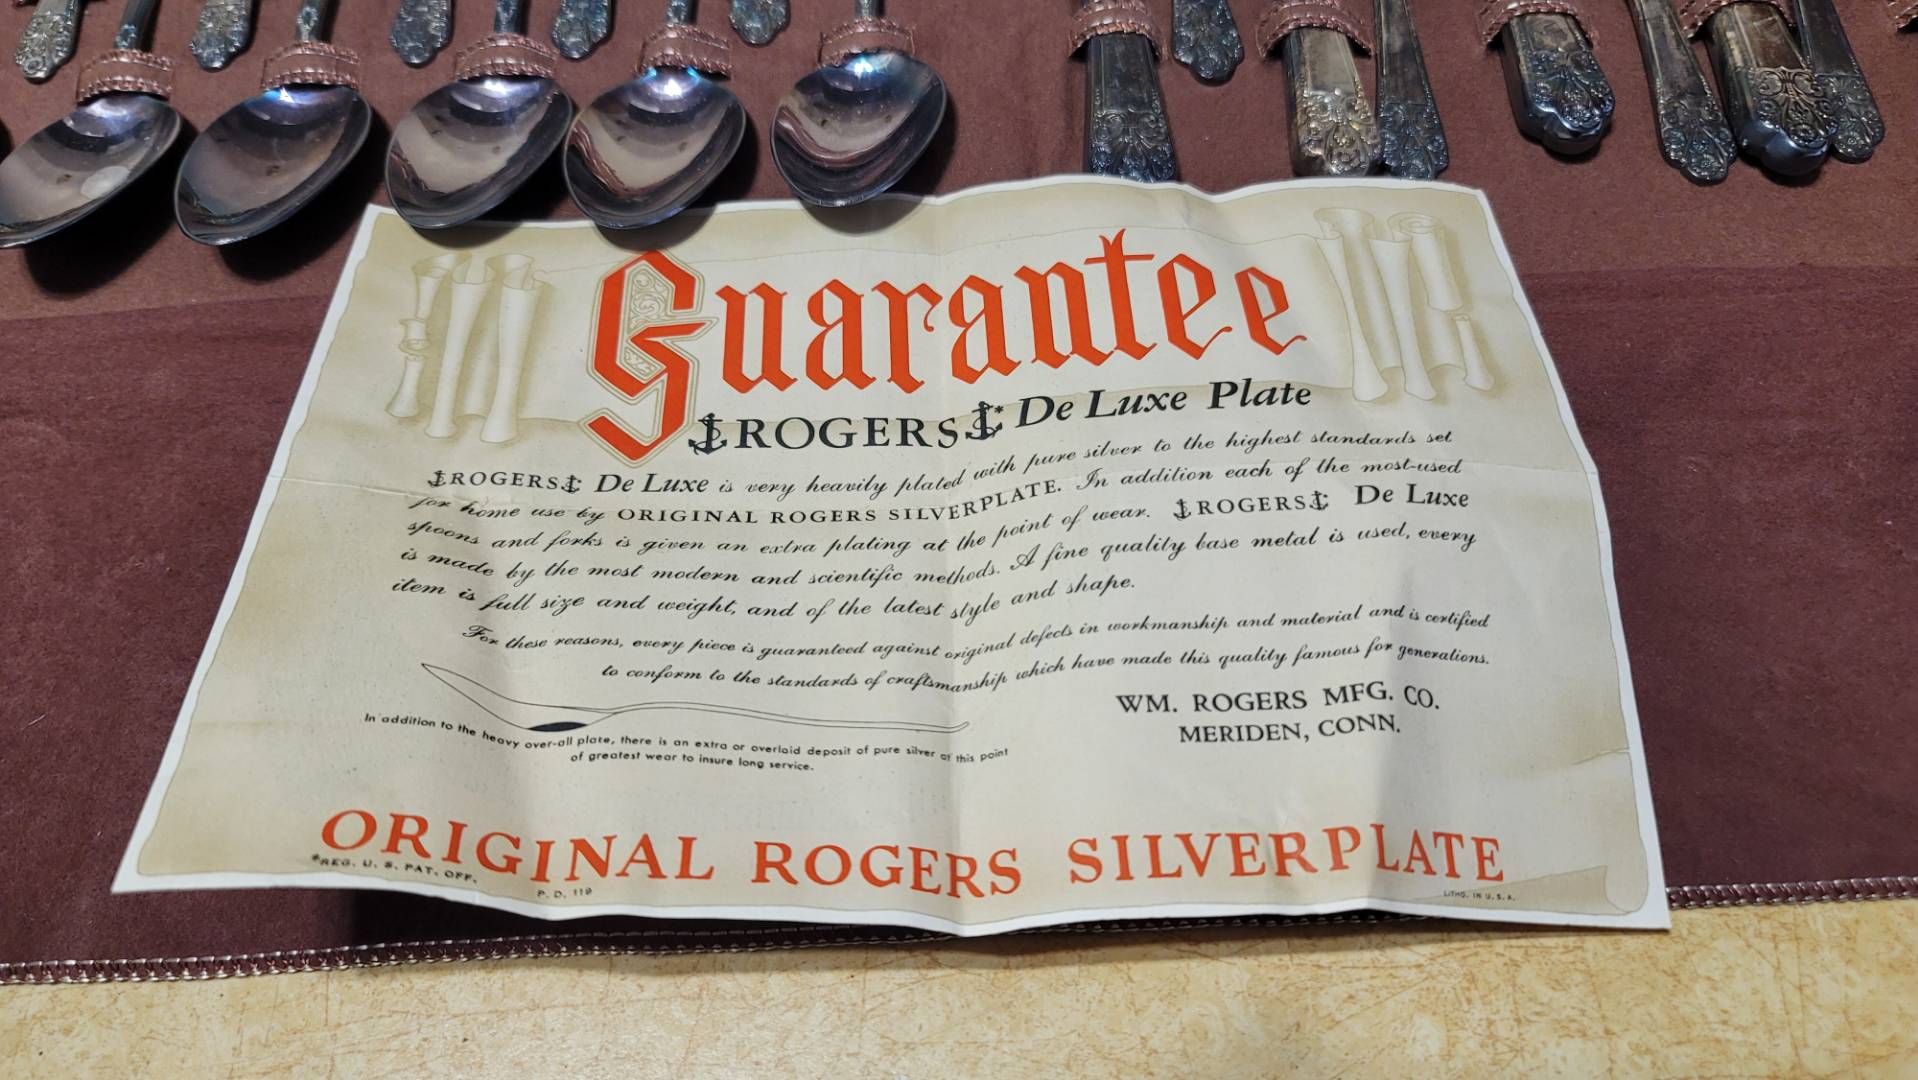 Guarantee
ROGERS* De Luxe Plate
ROGERS* De Luxe is very heavily plated with pure silver to the highest standards set
for home use by ORIGINAL ROGERS SILVERPLATE. In addition each of the most-used
spoons and forks is given an extra plating at the point of wear. ROGERS* De Luxe
is made by the most modern and scientific methods. A fine quality base metal is used, every
item is full size and weight, and of the latest style and shape.
For these reasons, every piece is guaranteed against original defects in workmanship and material and is certified
to conform to the standards of craftsmanship which have made this quality famous for generations.
WM. ROGERS MFG. CO.
MERIDEN, CONN.
In addition to the heavy over-all plate, there is an extra or overlaid deposit of pure silver at this point
of greatest wear to insure long service.
ORIGINAL ROGERS SILVERPLATE
*REG. U. S. PAT. OFF.
P. D. 119
LITHO. IN U.S.A.